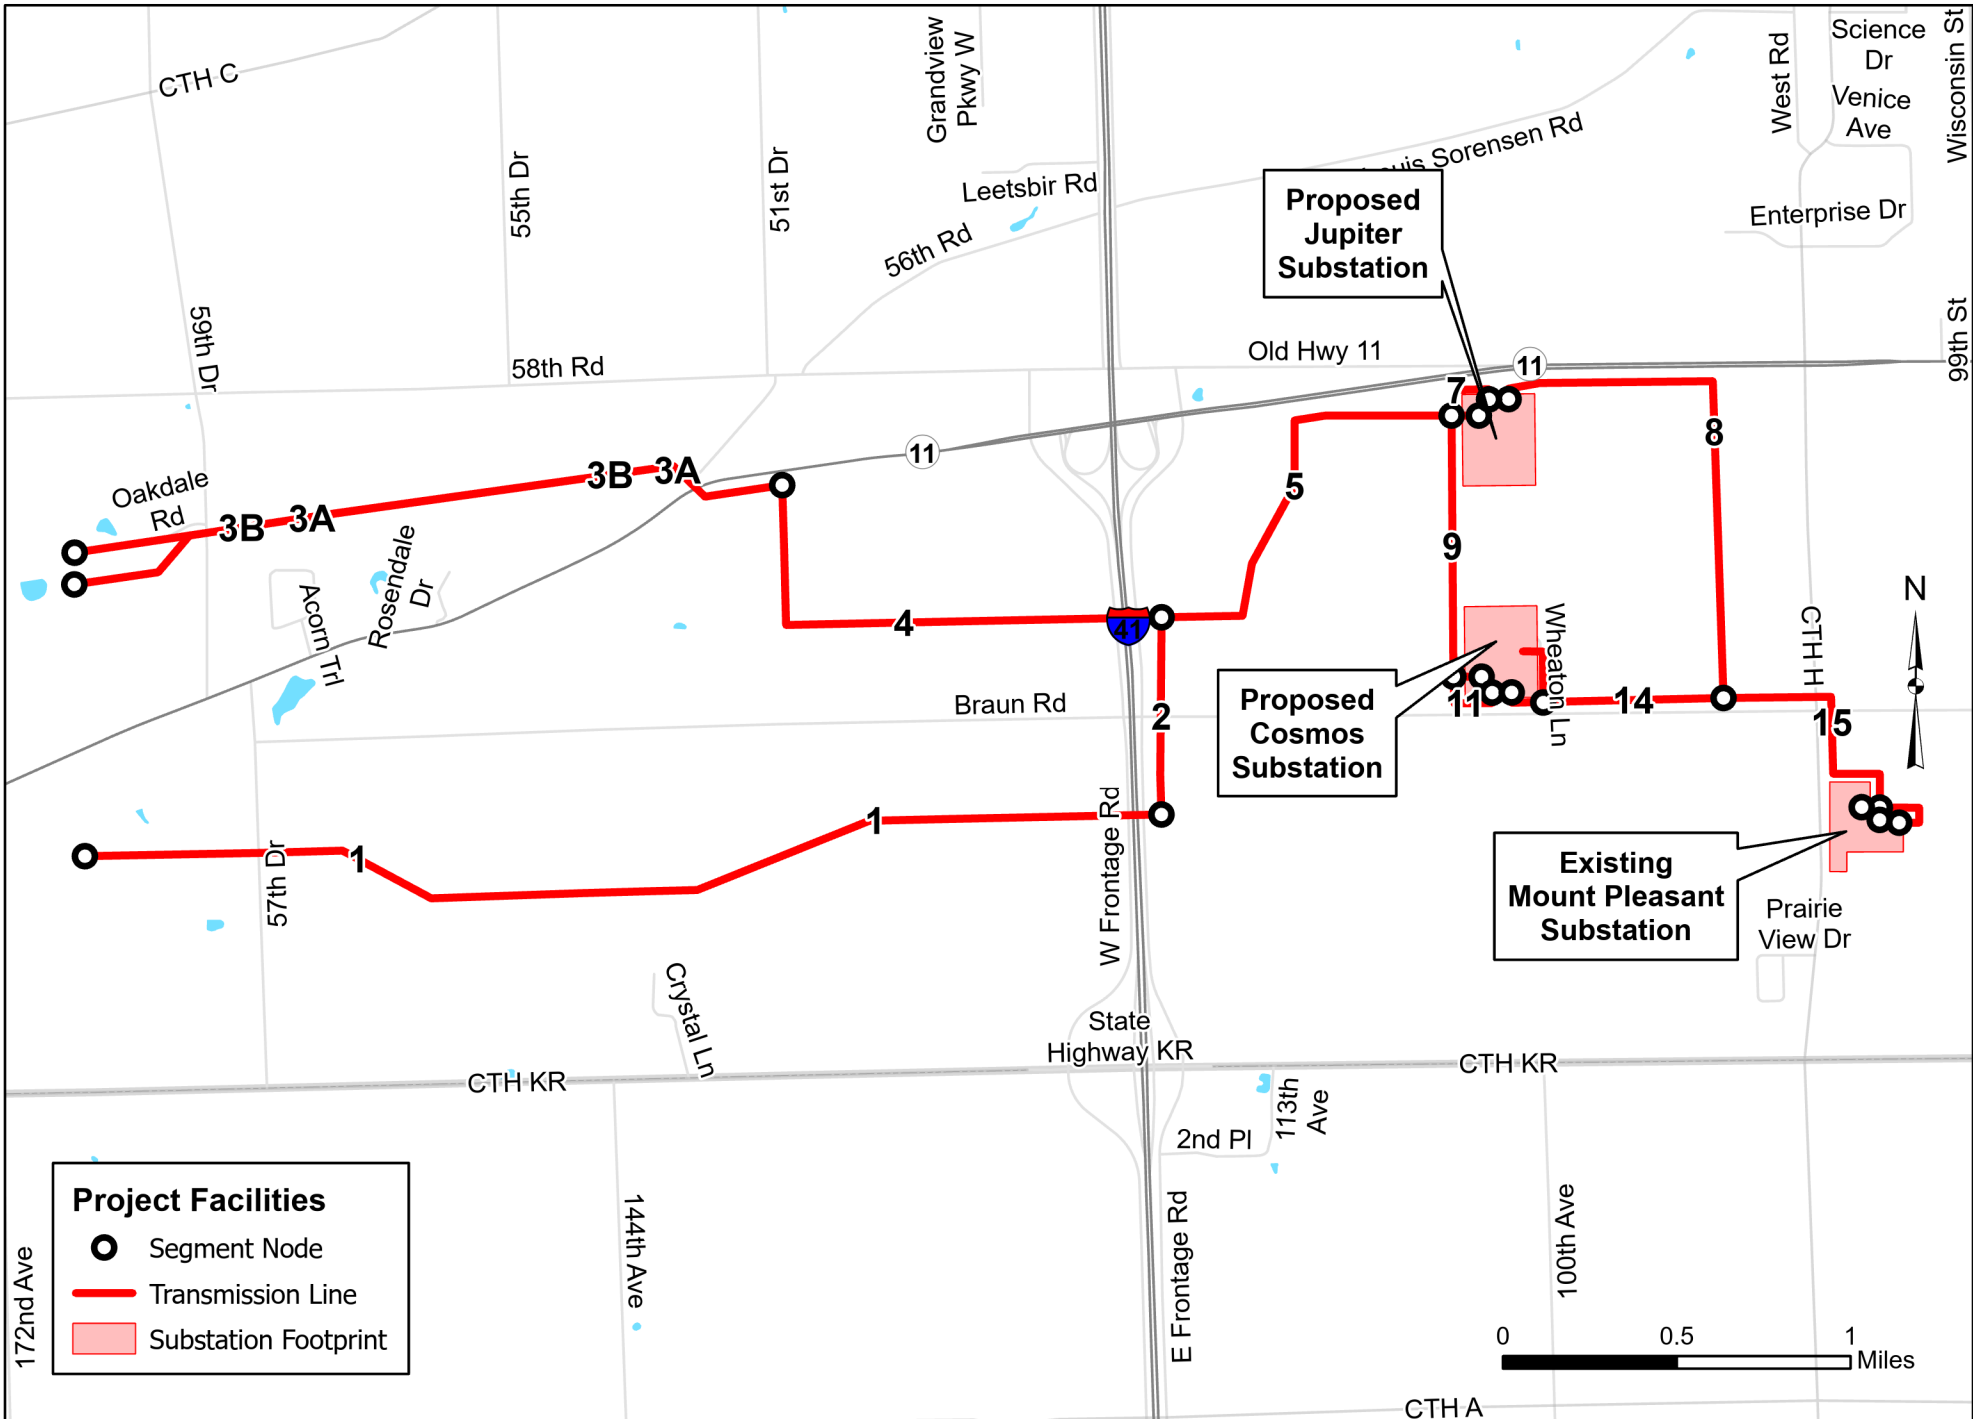 CTH C
59th Dr
55th Dr
51st Dr
Grandview
Pkwy W
Leetsbir Rd
56th Rd
58th Rd
Sorensen Rd
West Rd
Science
Dr
Venice
Ave
Wisconsin St
Enterprise Dr
99th St
Proposed
Jupiter
Substation
Old Hwy 11
11
11
7
8
5
9
3B
3A
3B
3A
Oakdale
Rd
Rosendale
Dr
Acorn Trl
4
41
2
Braun Rd
Proposed
Cosmos
Substation
Wheaton Ln
11
14
15
CTH H
N
1
1
57th Dr
W Frontage Rd
Existing
Mount Pleasant
Substation
Prairie
View Dr
Crystal Ln
State
Highway KR
CTH KR
CTH KR
113th
Ave
2nd Pl
172nd Ave
144th Ave
E Frontage Rd
100th Ave
Project Facilities
Segment Node
Transmission Line
Substation Footprint
0 0.5 1
Miles
CTH A